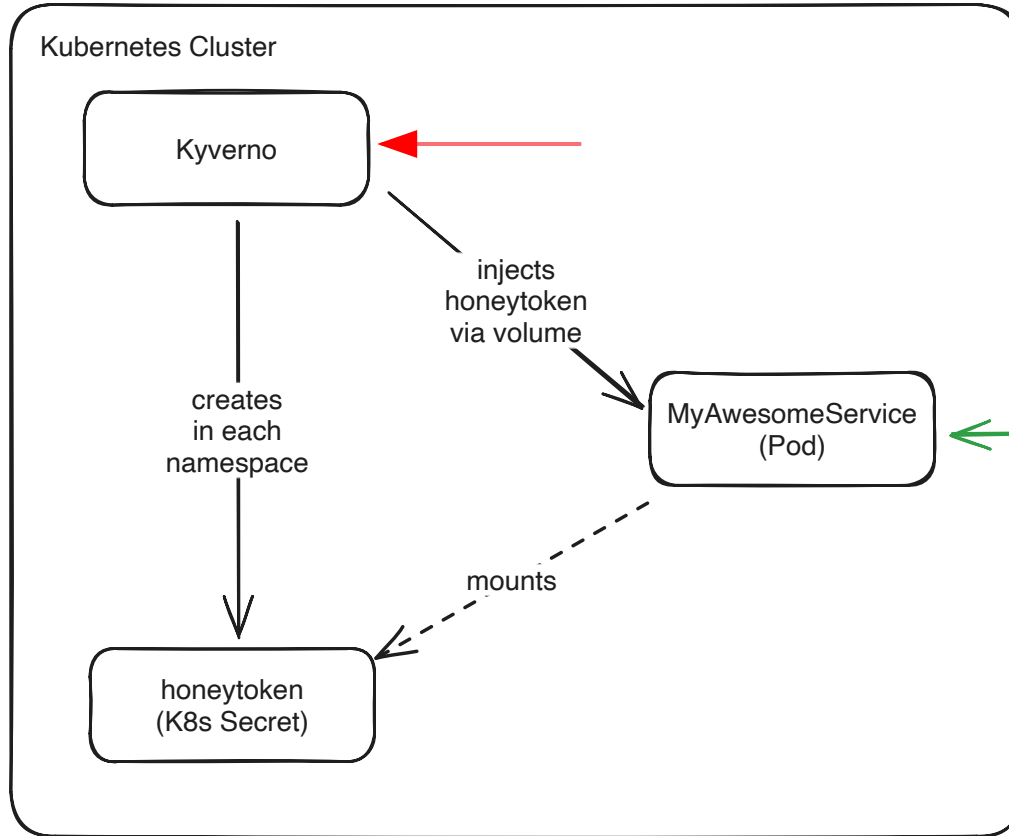 Kubernetes Cluster
Kyverno
injects
honeytoken
via volume
creates
in each
namespace
MyAwesomeService
(Pod)
mounts
honeytoken
(K8s Secret)